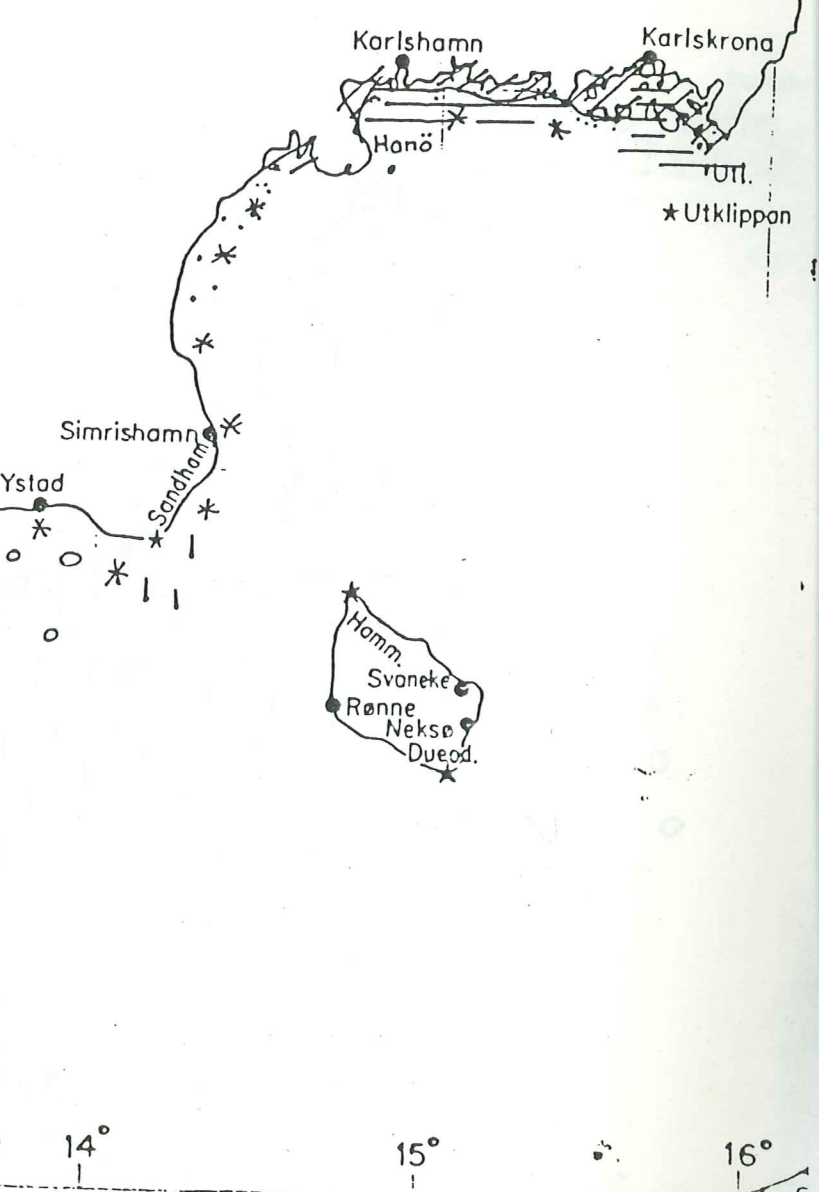 Karlshamn
Karlskrona
Hanö
Utl.
Utklippan
Simrishamn
Sandham.
Ystad
Hamm.
Svaneke
Rønne
Neksø
Dueod.
14°
15°
16°